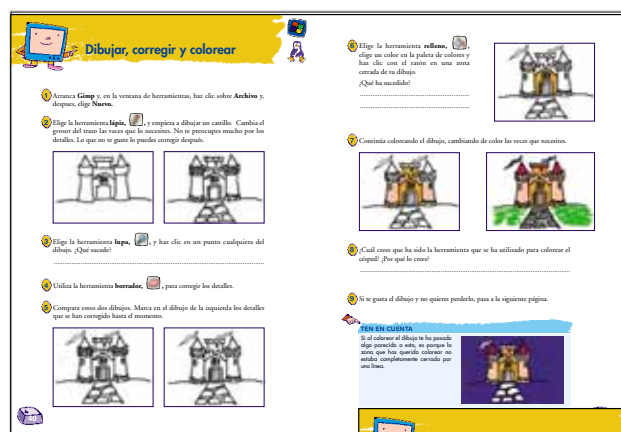 Dibujar, corregir y colorear
1 Arranca Gimp y, en la ventana de herramientas, haz clic sobre Archivo y,
despues, elige Nuevo.
2 Elige la herramienta lápiz, , y empieza a dibujar un castillo. Cambia el
grosor del trazo las veces que lo necesites. No te preocupes mucho por los
detalles. Lo que no te guste lo puedes corregir después.
3 Elige la herramienta lupa, , y haz clic en un punto cualquiera del
dibujo. ¿Qué sucede?
4 Utiliza la herramienta borrador, , para corregir los detalles.
5 Compara estos dos dibujos. Marca en el dibujo de la izquierda los detalles
que se han corregido hasta el momento.
6 Elige la herramienta relleno, ,
elige un color en la paleta de colores y
haz clic con el ratón en una zona
cerrada de tu dibujo.
¿Qué ha sucedido?
7 Continúa coloreando el dibujo, cambiando de color las veces que necesites.
8 ¿Cuál crees que ha sido la herramienta que se ha utilizado para colorear el
césped? ¿Por qué lo crees?
9 Si te gusta el dibujo y no quieres perderlo, pasa a la siguiente página.
TEN EN CUENTA
Si al colorear el dibujo te ha pasado
algo parecido a esto, es porque la
zona que has querido colorear no
estaba completamente cerrada por
una línea.